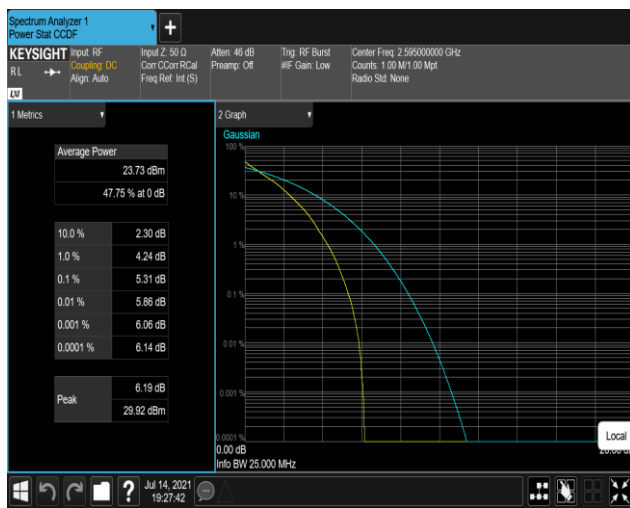 Spectrum Analyzer 1
Power Stat CCDF
KEYSIGHT
RL
LXI
Input: RF
Coupling: DC
Align: Auto
Input Z: 50 Ω
Corr CCorr RCal
Freq Ref: Int (S)
Atten: 46 dB
Preamp: Off
Trig: RF Burst
#IF Gain: Low
Center Freq: 2.595000000 GHz
Counts: 1.00 M/1.00 Mpt
Radio Std: None
1 Metrics
Average Power
23.73 dBm
47.75 % at 0 dB
10.0 % 2.30 dB
1.0 % 4.24 dB
0.1 % 5.31 dB
0.01 % 5.86 dB
0.001 % 6.06 dB
0.0001 % 6.14 dB
Peak
6.19 dB
29.92 dBm
2 Graph
Gaussian
100 %
10 %
1 %
0.1 %
0.01 %
0.001 %
0.0001 %
0.00 dB
Info BW 25.000 MHz
Local
Jul 14, 2021
19:27:42